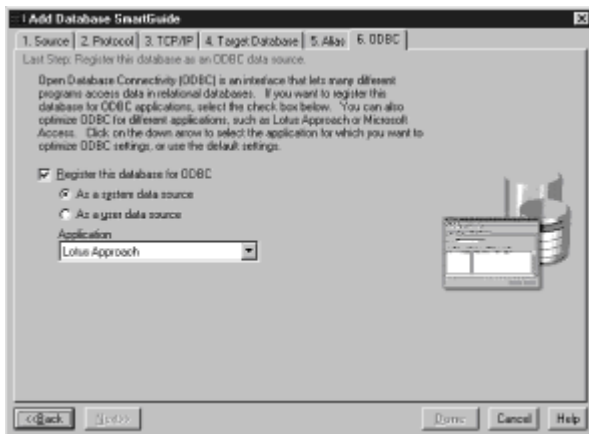 Add Database SmartGuide
1. Source
2. Protocol
3. TCP/IP
4. Target Database
5. Alias
6. ODBC
Last Step: Register this database as an ODBC data source.
Open Database Connectivity (ODBC) is an interface that lets many different
programs access data in relational databases. If you want to register this
database for ODBC applications, select the check box below. You can also
optimize ODBC for different applications, such as Lotus Approach or Microsoft
Access. Click on the down arrow to select the application for which you want to
optimize ODBC settings, or use the default settings.
Register this database for ODBC
As a system data source
As a user data source
Application
Lotus Approach
<<Back
Next>>
Done
Cancel
Help